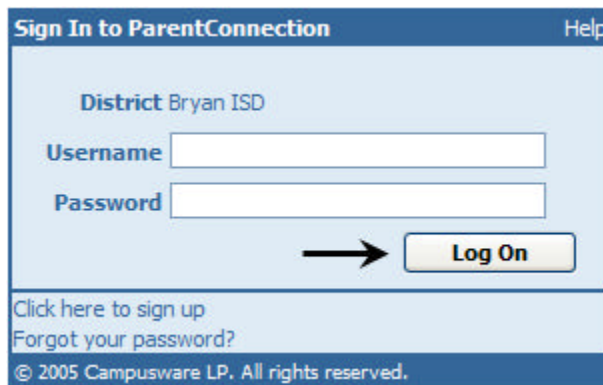 Sign In to ParentConnection Help
District Bryan ISD
Username
Password
Log On
Click here to sign up
Forgot your password?
© 2005 Campusware LP. All rights reserved.